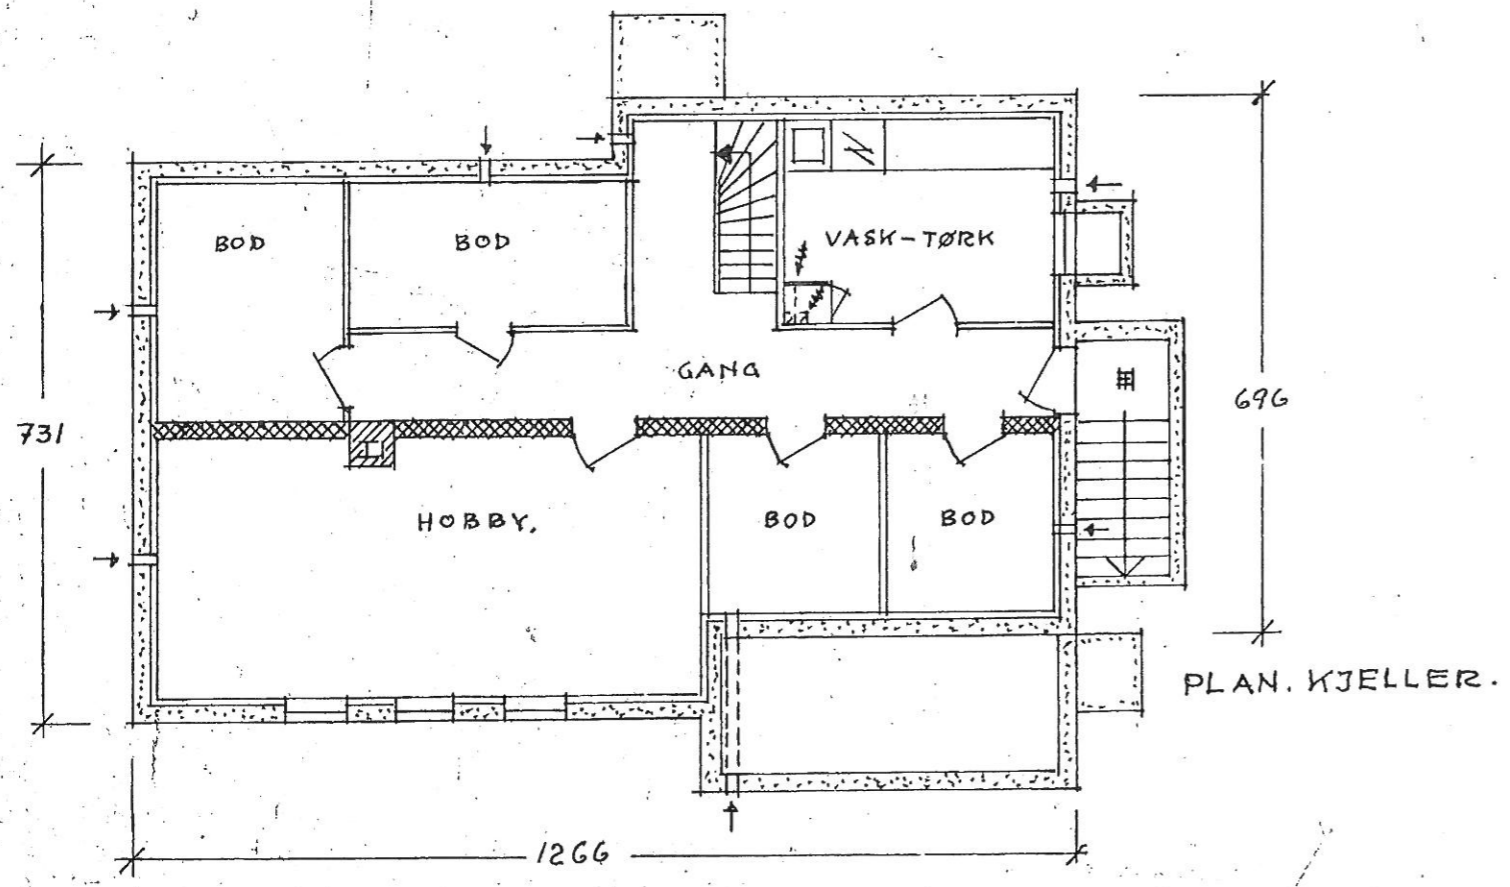 BOD
BOD
VASK-TØRK
GANG
696
731
HOBBY.
BOD
BOD
PLAN. KJELLER.
1266